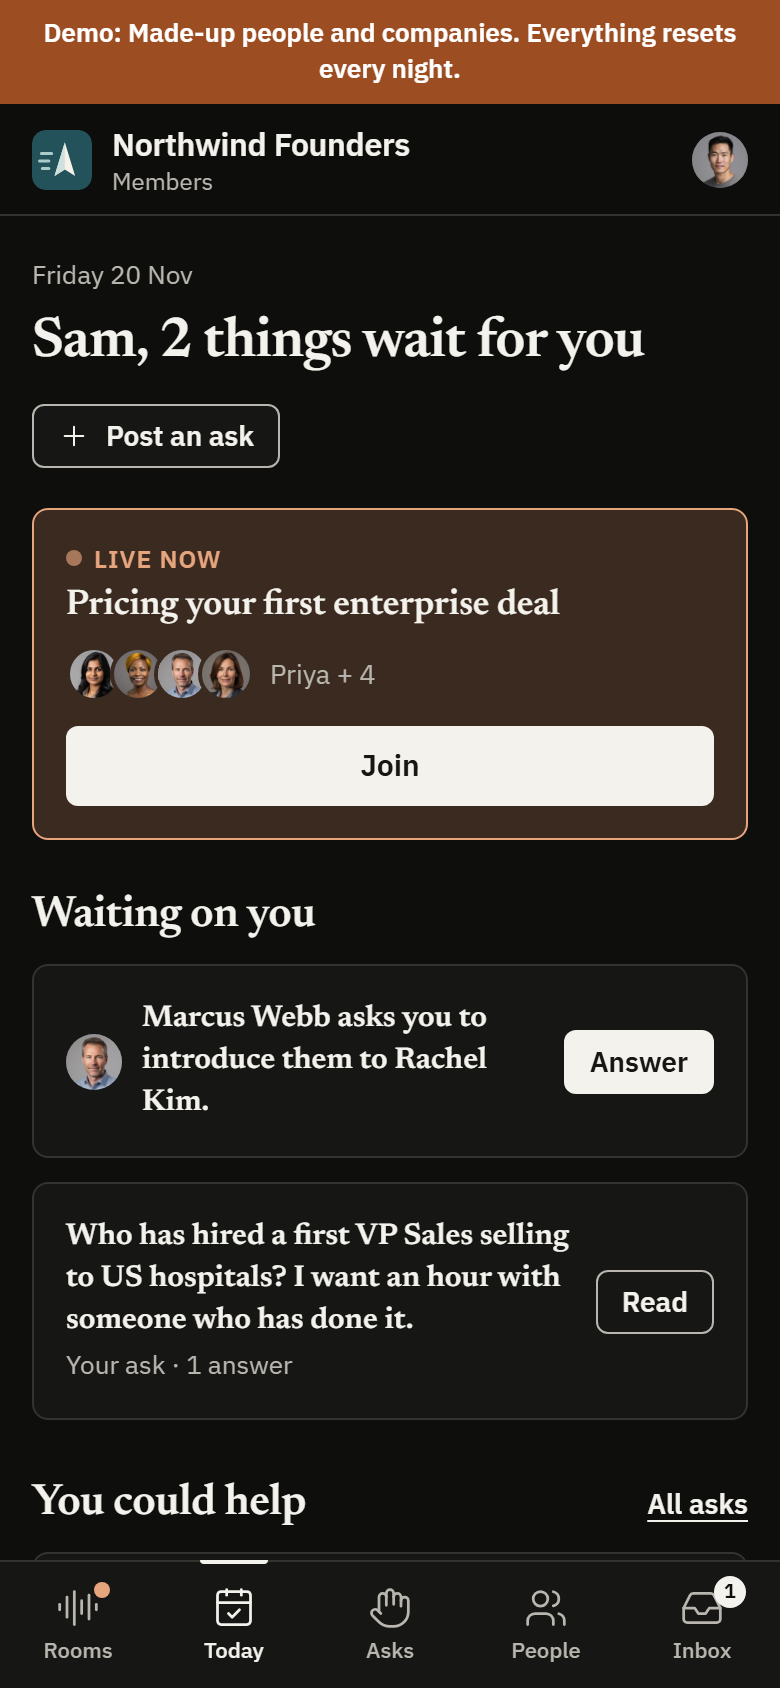 Demo: Made-up people and companies. Everything resets
every night.
Northwind Founders
Members
Friday 20 Nov
Sam, 2 things wait for you
Post an ask
LIVE NOW
Pricing your first enterprise deal
Priya + 4
Join
Waiting on you
Marcus Webb asks you to
introduce them to Rachel
Kim.
Answer
Who has hired a first VP Sales selling
to US hospitals? I want an hour with
someone who has done it.
Your ask · 1 answer
Read
You could help
All asks
Rooms
Today
Asks
People
1
Inbox